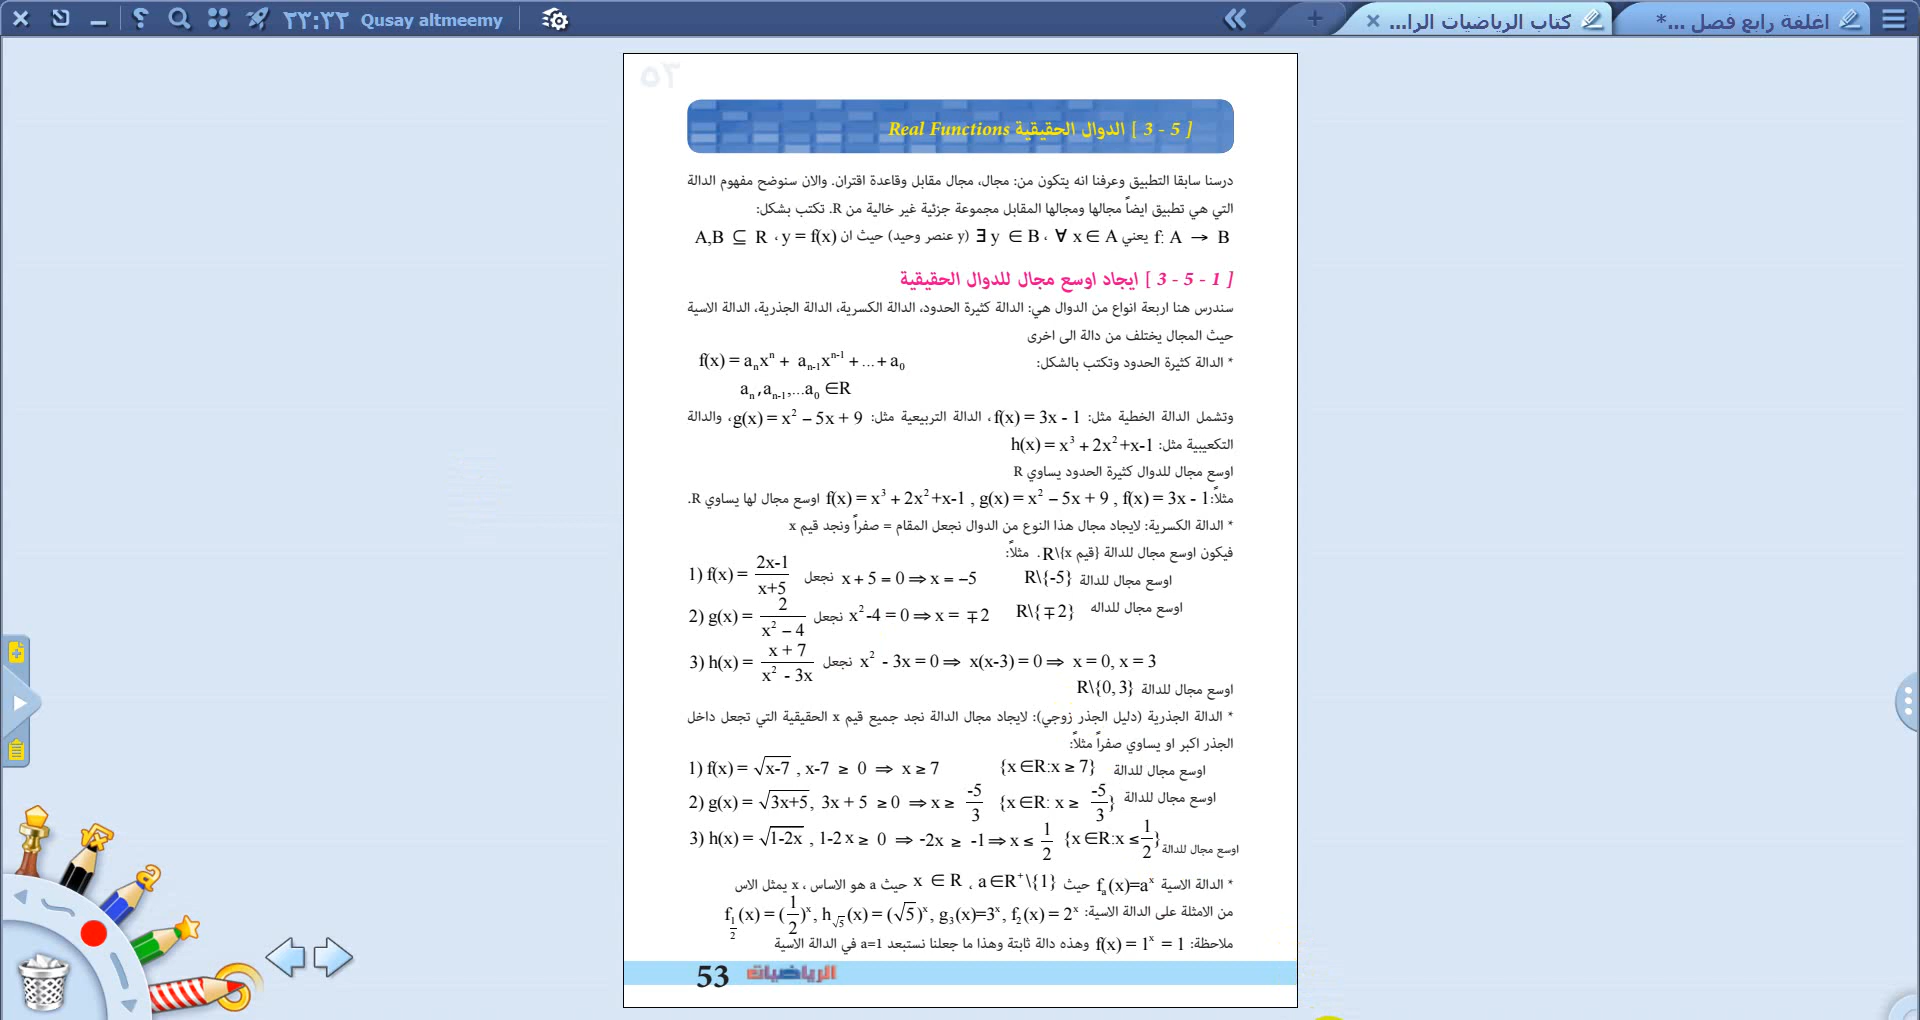 ٢٣:٢٢ Qusay altmeemy
كتاب الرياضيات الرا...
اغلفة رابع فصل ...*
٥٣
[ 3 - 5 ] الدوال الحقيقية Real Functions
درسنا سابقا التطبيق وعرفنا انه يتكون من: مجال، مجال مقابل وقاعدة اقتران. والان سنوضح مفهوم الدالة
التي هي تطبيق ايضاً مجالها ومجالها المقابل مجموعة جزئية غير خالية من R. تكتب بشكل:
f: A → B يعني ∀ x ∈ A ، ∃ y ∈ B (y عنصر وحيد) حيث ان y = f(x) ، A,B ⊆ R
[ 3 - 5 - 1 ] ايجاد اوسع مجال للدوال الحقيقية
سندرس هنا اربعة انواع من الدوال هي: الدالة كثيرة الحدود، الدالة الكسرية، الدالة الجذرية، الدالة الاسية
حيث المجال يختلف من دالة الى اخرى
* الدالة كثيرة الحدود وتكتب بالشكل: f(x) = aₙxⁿ + aₙ₋₁xⁿ⁻¹ + ... + a₀
aₙ, aₙ₋₁,...a₀ ∈R
وتشمل الدالة الخطية مثل: f(x) = 3x - 1، الدالة التربيعية مثل: g(x) = x² – 5x + 9، والدالة
التكعيبية مثل: h(x) = x³ + 2x²+x-1
اوسع مجال للدوال كثيرة الحدود يساوي R
مثلاً: f(x) = x³ + 2x²+x-1 , g(x) = x² – 5x + 9 , f(x) = 3x - 1 اوسع مجال لها يساوي R.
* الدالة الكسرية: لايجاد مجال هذا النوع من الدوال نجعل المقام = صفراً ونجد قيم x
فيكون اوسع مجال للدالة R\{قيم x}. مثلاً:
1) f(x) = (2x-1)/(x+5) نجعل x + 5 = 0 ⇒ x = –5 R\{-5} اوسع مجال للدالة
2) g(x) = 2/(x² – 4) نجعل x²-4 = 0 ⇒ x = ∓2 R\{∓2} اوسع مجال للداله
3) h(x) = (x + 7)/(x² - 3x) نجعل x² - 3x = 0 ⇒ x(x-3) = 0 ⇒ x = 0, x = 3
اوسع مجال للدالة R\{0, 3}
* الدالة الجذرية (دليل الجذر زوجي): لايجاد مجال الدالة نجد جميع قيم x الحقيقية التي تجعل داخل
الجذر اكبر او يساوي صفراً مثلاً:
1) f(x) = √(x-7) , x-7 ≥ 0 ⇒ x ≥ 7 {x ∈R:x ≥ 7} اوسع مجال للدالة
2) g(x) = √(3x+5), 3x + 5 ≥0 ⇒ x ≥ -5/3 {x ∈R: x ≥ -5/3} اوسع مجال للدالة
3) h(x) = √(1-2x) , 1-2x ≥ 0 ⇒ -2x ≥ -1 ⇒ x ≤ 1/2 {x ∈R:x ≤ 1/2} اوسع مجال للدالة
* الدالة الاسية fₐ(x)=aˣ حيث a ∈R⁺\{1} ، x ∈ R حيث a هو الاساس ، x يمثل الاس
من الامثلة على الدالة الاسية: f_{1/2}(x) = (1/2)ˣ, h_{√5}(x) = (√5)ˣ, g₃(x)=3ˣ, f₂(x) = 2ˣ
ملاحظة: f(x) = 1ˣ = 1 وهذه دالة ثابتة وهذا ما جعلنا نستبعد a=1 في الدالة الاسية
53 الرياضيات